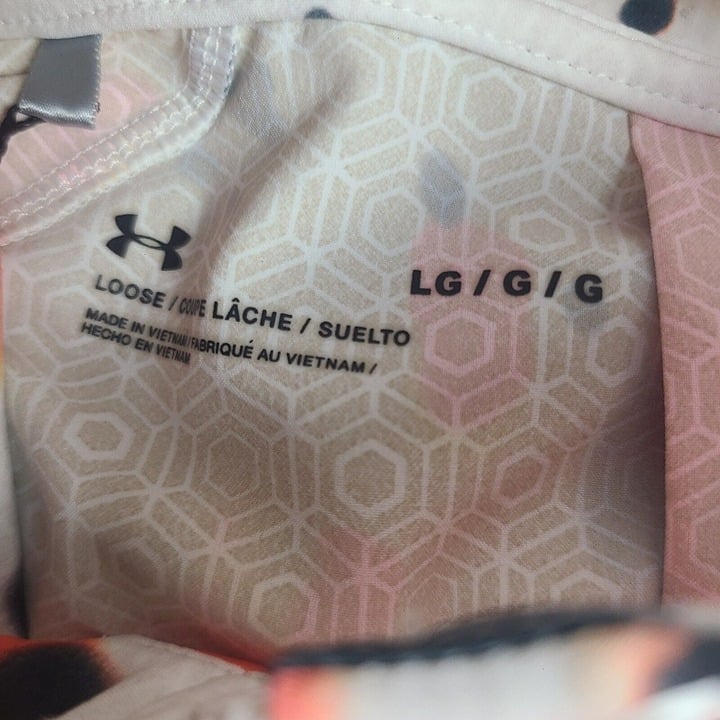 LG / G / G
LOOSE / COUPE LÂCHE / SUELTO
MADE IN VIETNAM / FABRIQUÉ AU VIETNAM /
HECHO EN VIETNAM